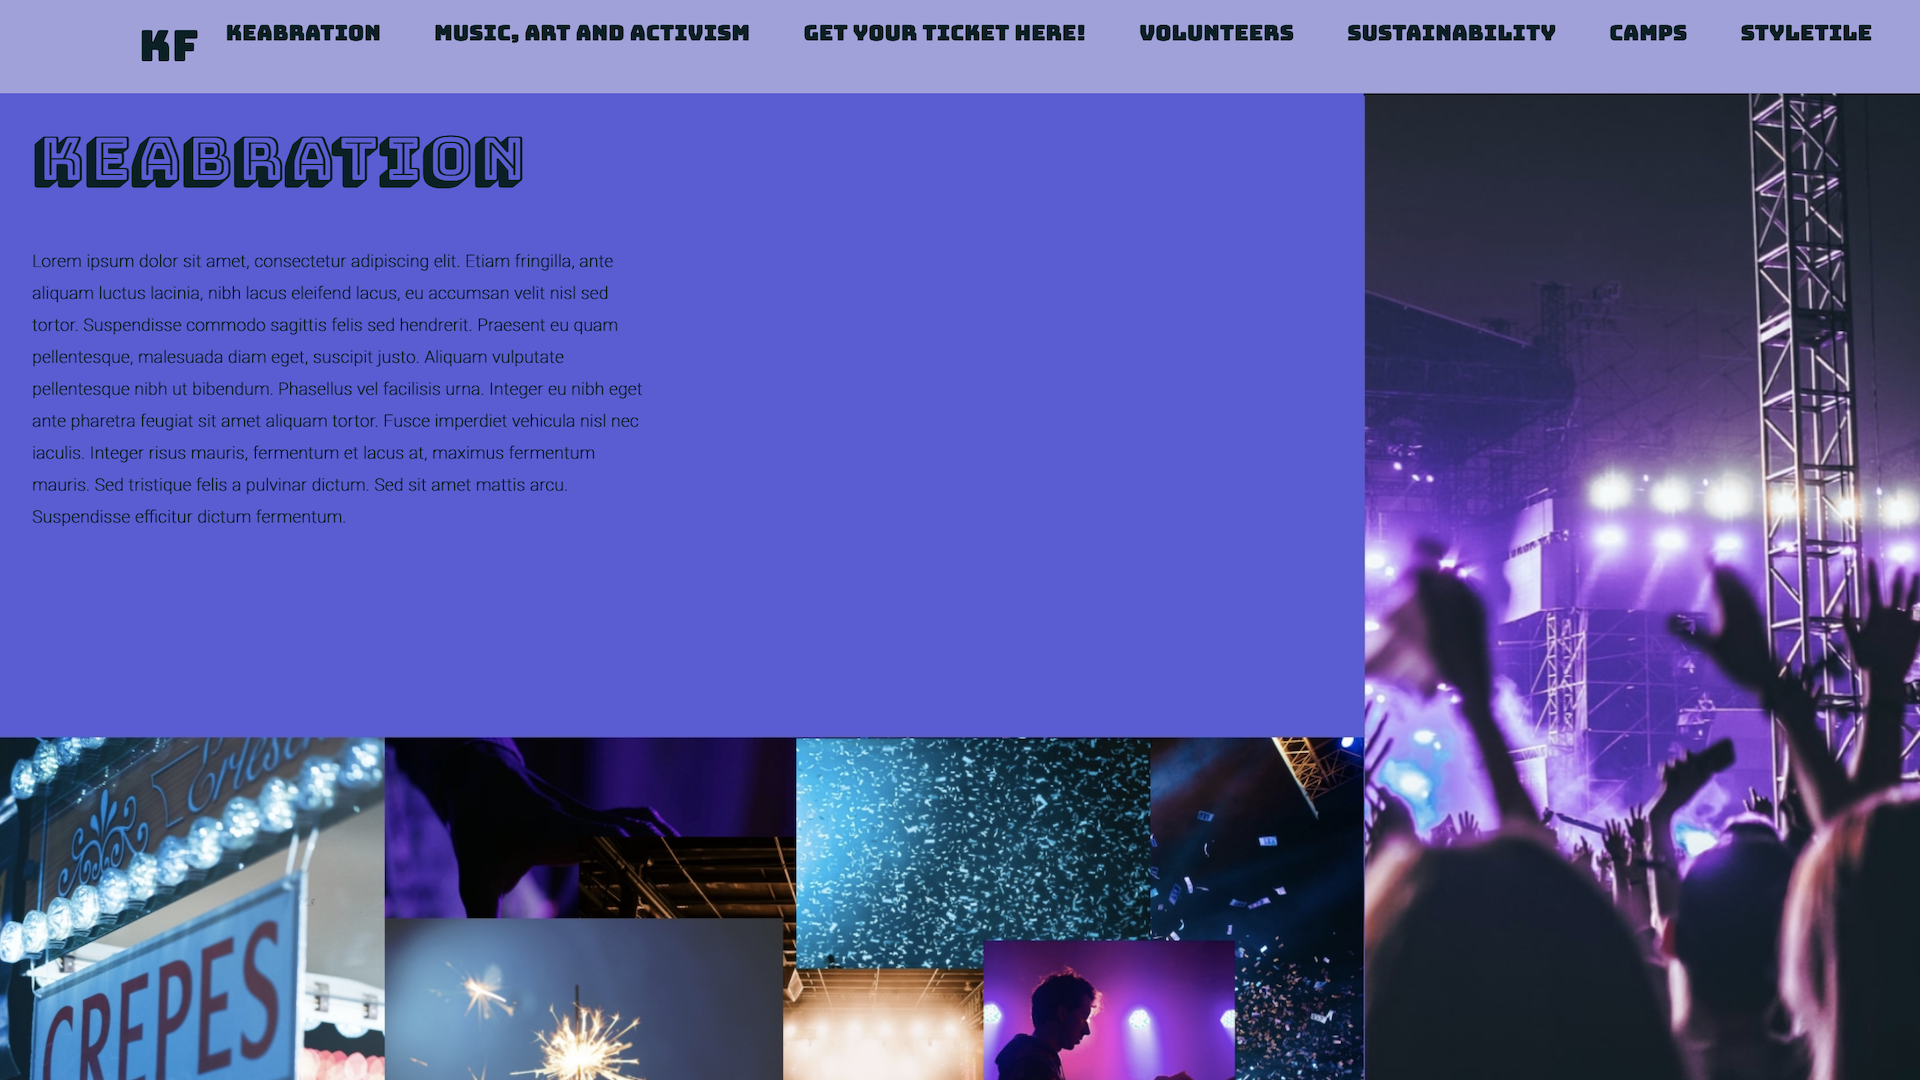 KF
KEABRATION
MUSIC, ART AND ACTIVISM
GET YOUR TICKET HERE!
VOLUNTEERS
SUSTAINABILITY
CAMPS
STYLETILE
KEABRATION
Lorem ipsum dolor sit amet, consectetur adipiscing elit. Etiam fringilla, ante
aliquam luctus lacinia, nibh lacus eleifend lacus, eu accumsan velit nisl sed
tortor. Suspendisse commodo sagittis felis sed hendrerit. Praesent eu quam
pellentesque, malesuada diam eget, suscipit justo. Aliquam vulputate
pellentesque nibh ut bibendum. Phasellus vel facilisis urna. Integer eu nibh eget
ante pharetra feugiat sit amet aliquam tortor. Fusce imperdiet vehicula nisl nec
iaculis. Integer risus mauris, fermentum et lacus at, maximus fermentum
mauris. Sed tristique felis a pulvinar dictum. Sed sit amet mattis arcu.
Suspendisse efficitur dictum fermentum.
CREPES